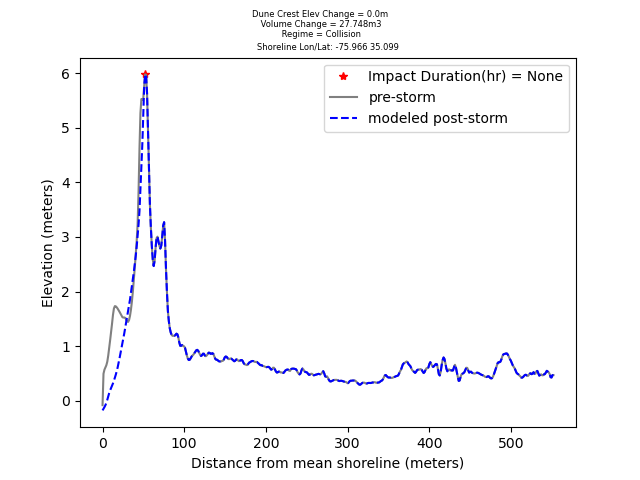 Dune Crest Elev Change = 0.0m
Volume Change = 27.748m3
Regime = Collision
Shoreline Lon/Lat: -75.966 35.099
Impact Duration(hr) = None
pre-storm
modeled post-storm
Elevation (meters)
6
5
4
3
2
1
0
0 100 200 300 400 500
Distance from mean shoreline (meters)